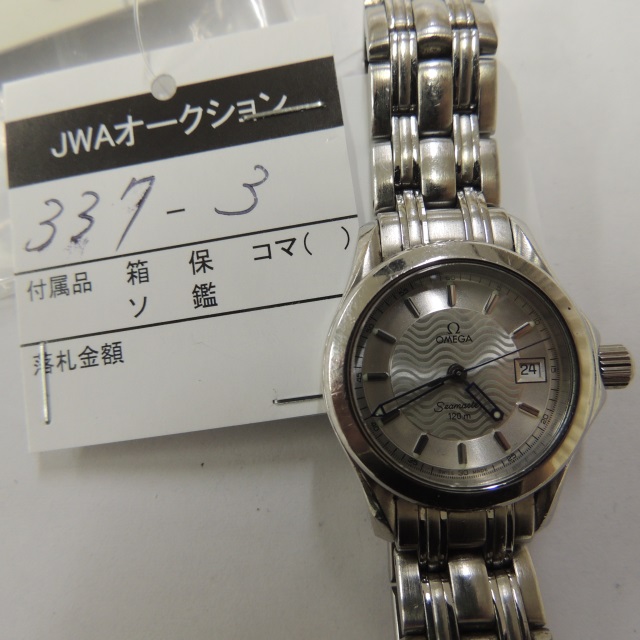 JWAオークション
337-3
付属品 箱 保 コマ( )
ソ 鑑
落札金額
Ω
OMEGA
24
Seamaster
120m